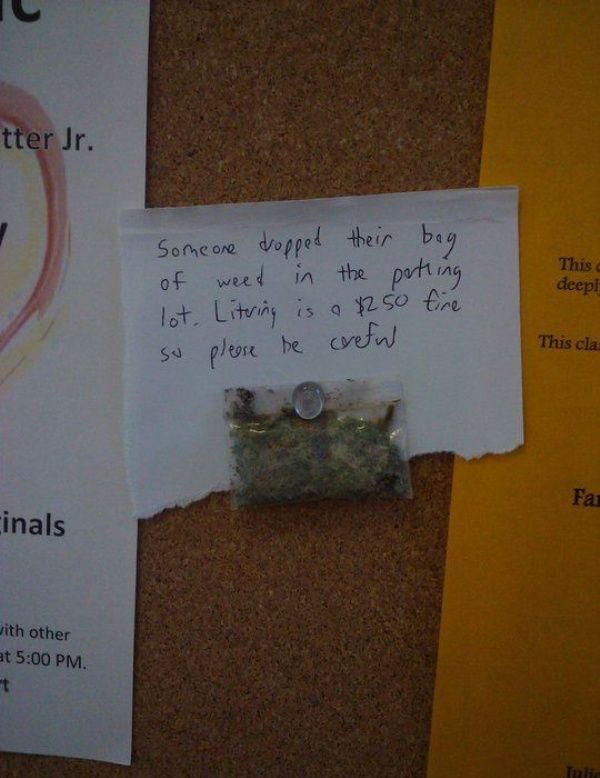 tter Jr.
Someone dropped their bag
of weed in the parking
lot. Litering is a $250 fine
so please be careful
This
deepl
This cla
Fa
inals
with other
at 5:00 PM.